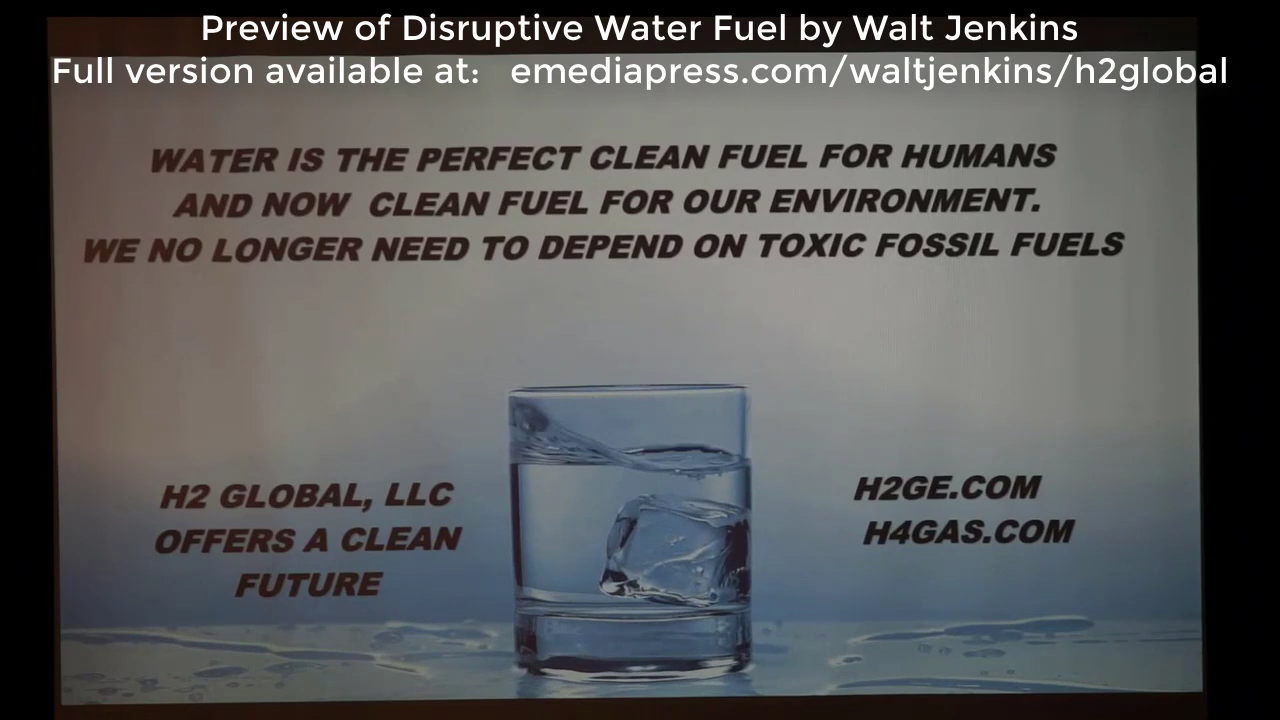 Preview of Disruptive Water Fuel by Walt Jenkins
Full version available at: emediapress.com/waltjenkins/h2global
WATER IS THE PERFECT CLEAN FUEL FOR HUMANS
AND NOW CLEAN FUEL FOR OUR ENVIRONMENT.
WE NO LONGER NEED TO DEPEND ON TOXIC FOSSIL FUELS
H2 GLOBAL, LLC
OFFERS A CLEAN
FUTURE
H2GE.COM
H4GAS.COM